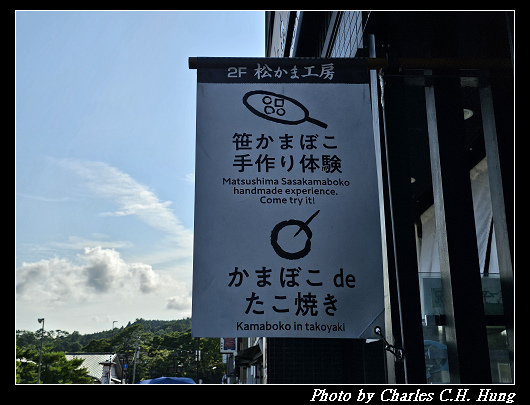 2F 松かま工房
笹かまぼこ
手作り体験
Matsushima Sasakamaboko
handmade experience.
Come try it!
かまぼこ de
たこ焼き
Kamaboko in takoyaki
Photo by Charles C.H. Hung